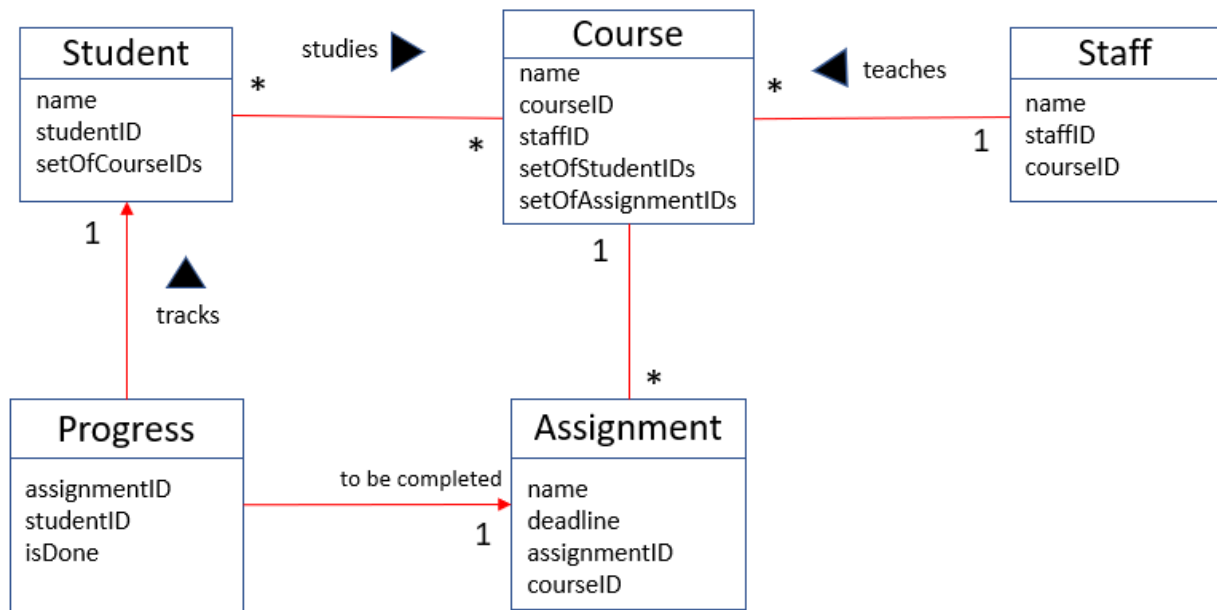 Student
name
studentID
setOfCourseIDs
studies
*
*
Course
name
courseID
staffID
setOfStudentIDs
setOfAssignmentIDs
teaches
*
1
Staff
name
staffID
courseID
1
tracks
1
*
Progress
assignmentID
studentID
isDone
to be completed
1
Assignment
name
deadline
assignmentID
courseID